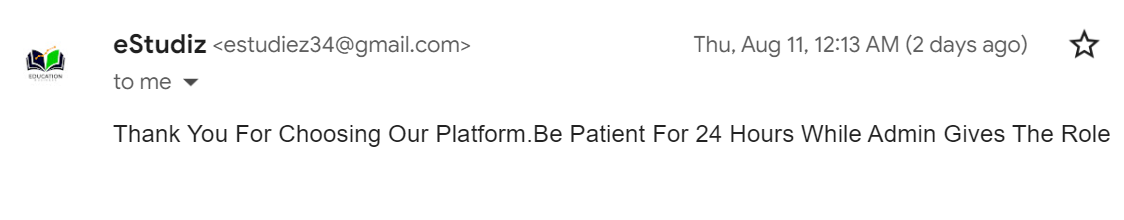 eStudiz <estudiez34@gmail.com> Thu, Aug 11, 12:13 AM (2 days ago)
EDUCATION
to me
Thank You For Choosing Our Platform.Be Patient For 24 Hours While Admin Gives The Role